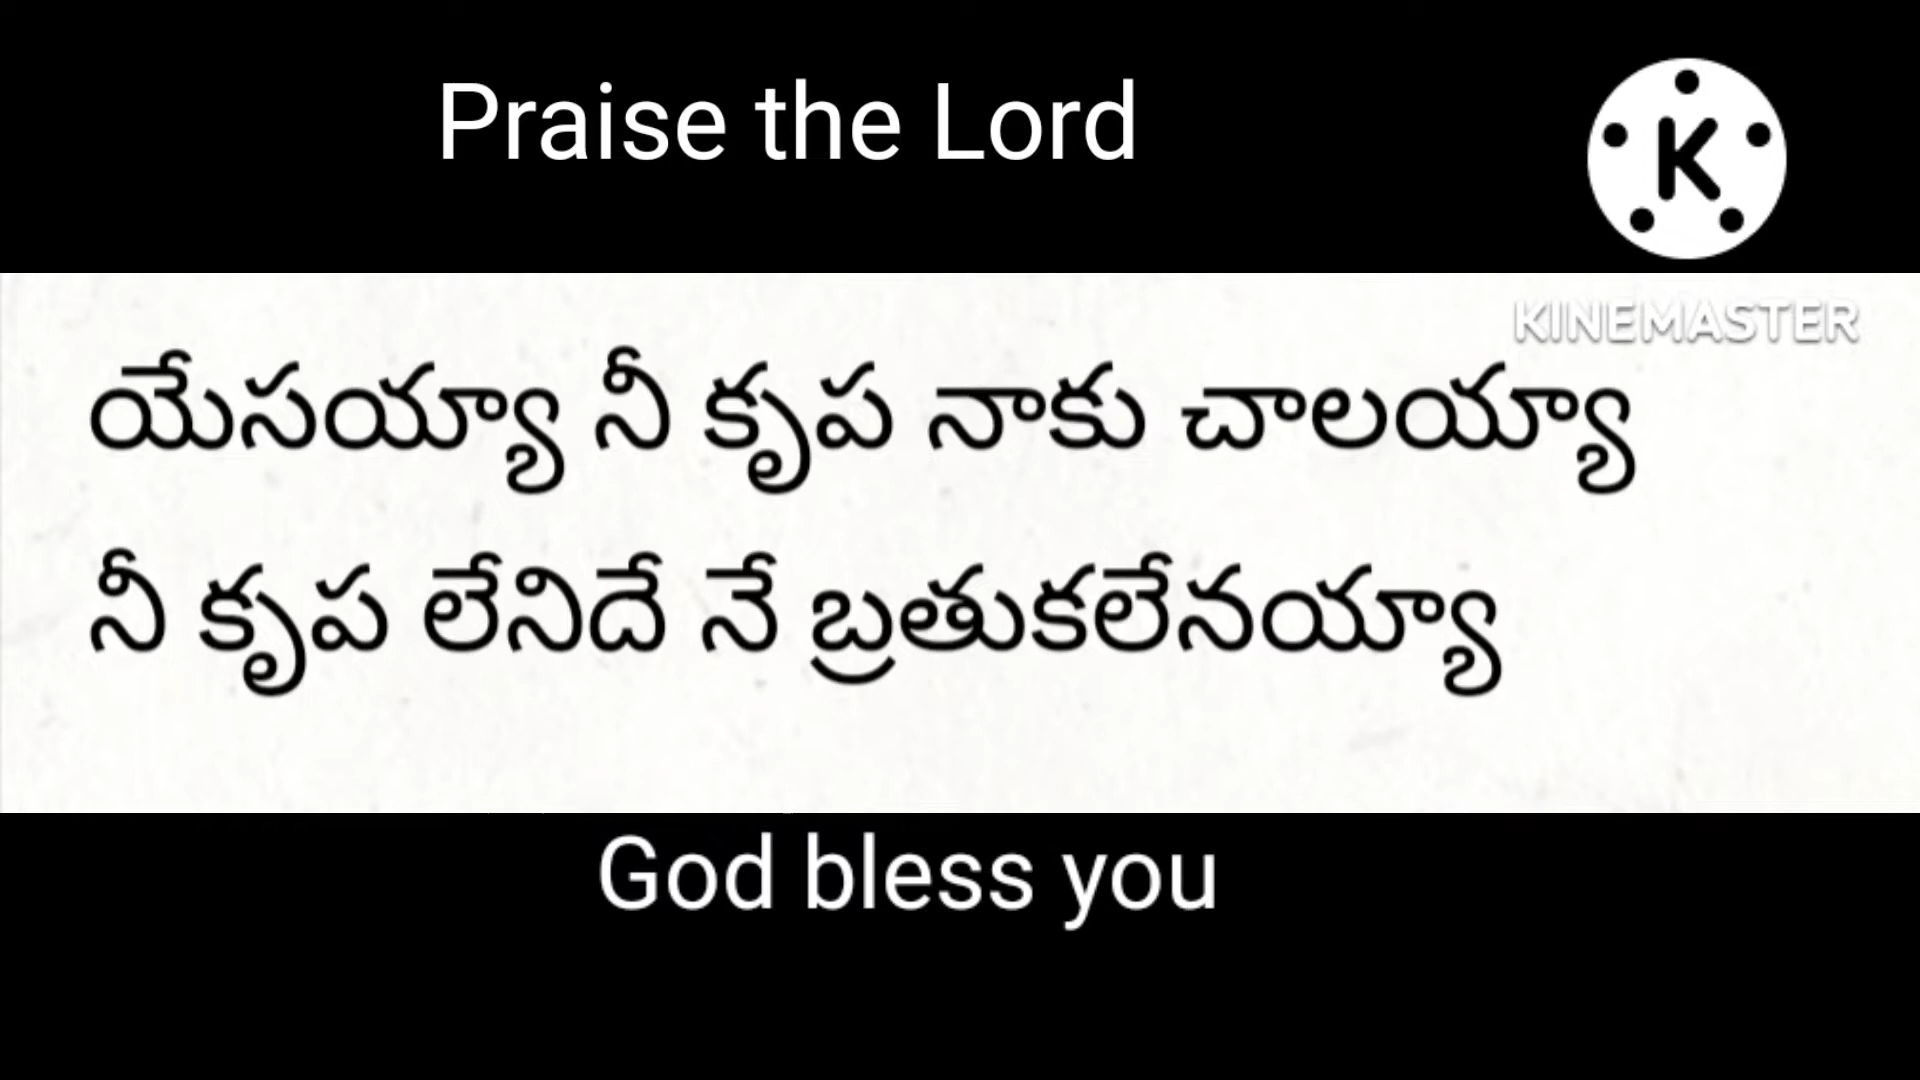 Praise the Lord
K
KINEMASTER
యేసయ్యా నీ కృప నాకు చాలయ్యా
నీ కృప లేనిదే నే బ్రతుకలేనయ్యా
God bless you